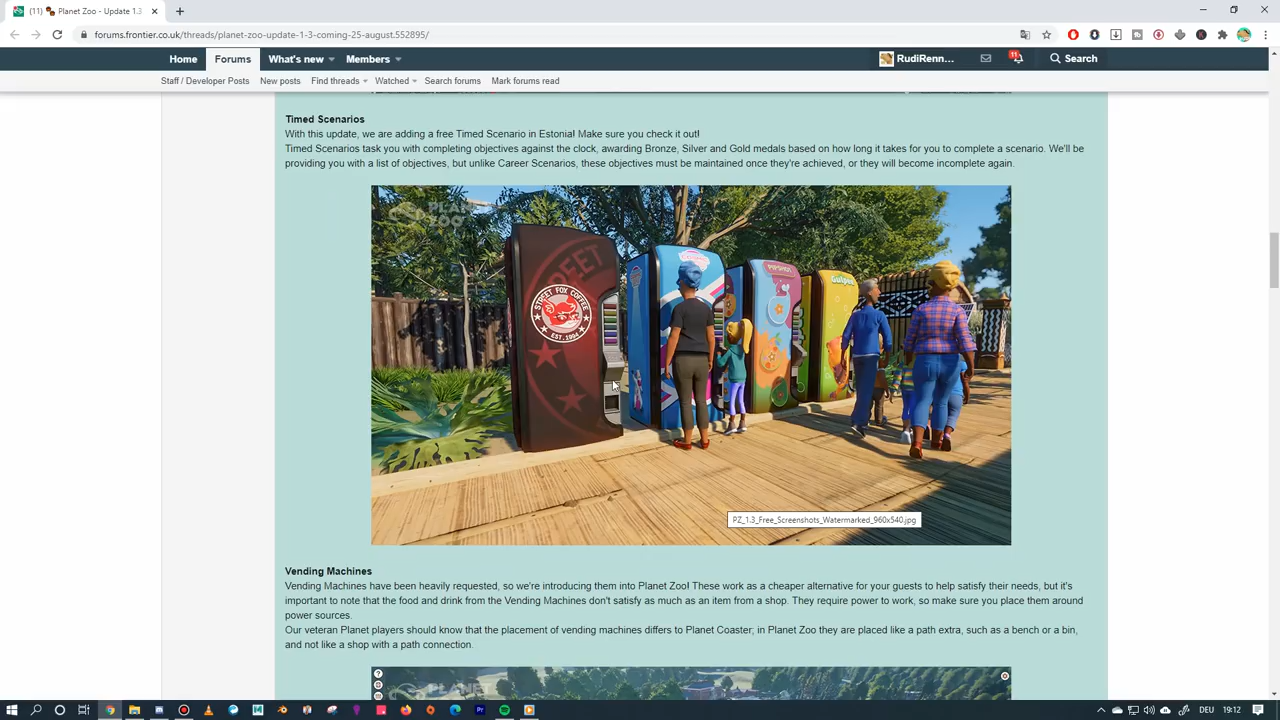 (11) Planet Zoo - Update 1.3
forums.frontier.co.uk/threads/planet-zoo-update-1-3-coming-25-august.552895/
Home Forums What's new Members RudiRenn... 11 Search
Staff / Developer Posts New posts Find threads Watched Search forums Mark forums read
Timed Scenarios
With this update, we are adding a free Timed Scenario in Estonia! Make sure you check it out!
Timed Scenarios task you with completing objectives against the clock, awarding Bronze, Silver and Gold medals based on how long it takes for you to complete a scenario. We'll be
providing you with a list of objectives, but unlike Career Scenarios, these objectives must be maintained once they're achieved, or they will become incomplete again.
PLANET
ZOO
STREET
STREET FOX COFFEE
EST. 1994
PIPSHOT
Gulpee
PZ_1.3_Free_Screenshots_Watermarked_960x540.jpg
Vending Machines
Vending Machines have been heavily requested, so we're introducing them into Planet Zoo! These work as a cheaper alternative for your guests to help satisfy their needs, but it's
important to note that the food and drink from the Vending Machines don't satisfy as much as an item from a shop. They require power to work, so make sure you place them around
power sources.
Our veteran Planet players should know that the placement of vending machines differs to Planet Coaster; in Planet Zoo they are placed like a path extra, such as a bench or a bin,
and not like a shop with a path connection.
PLANET
DEU 19:12